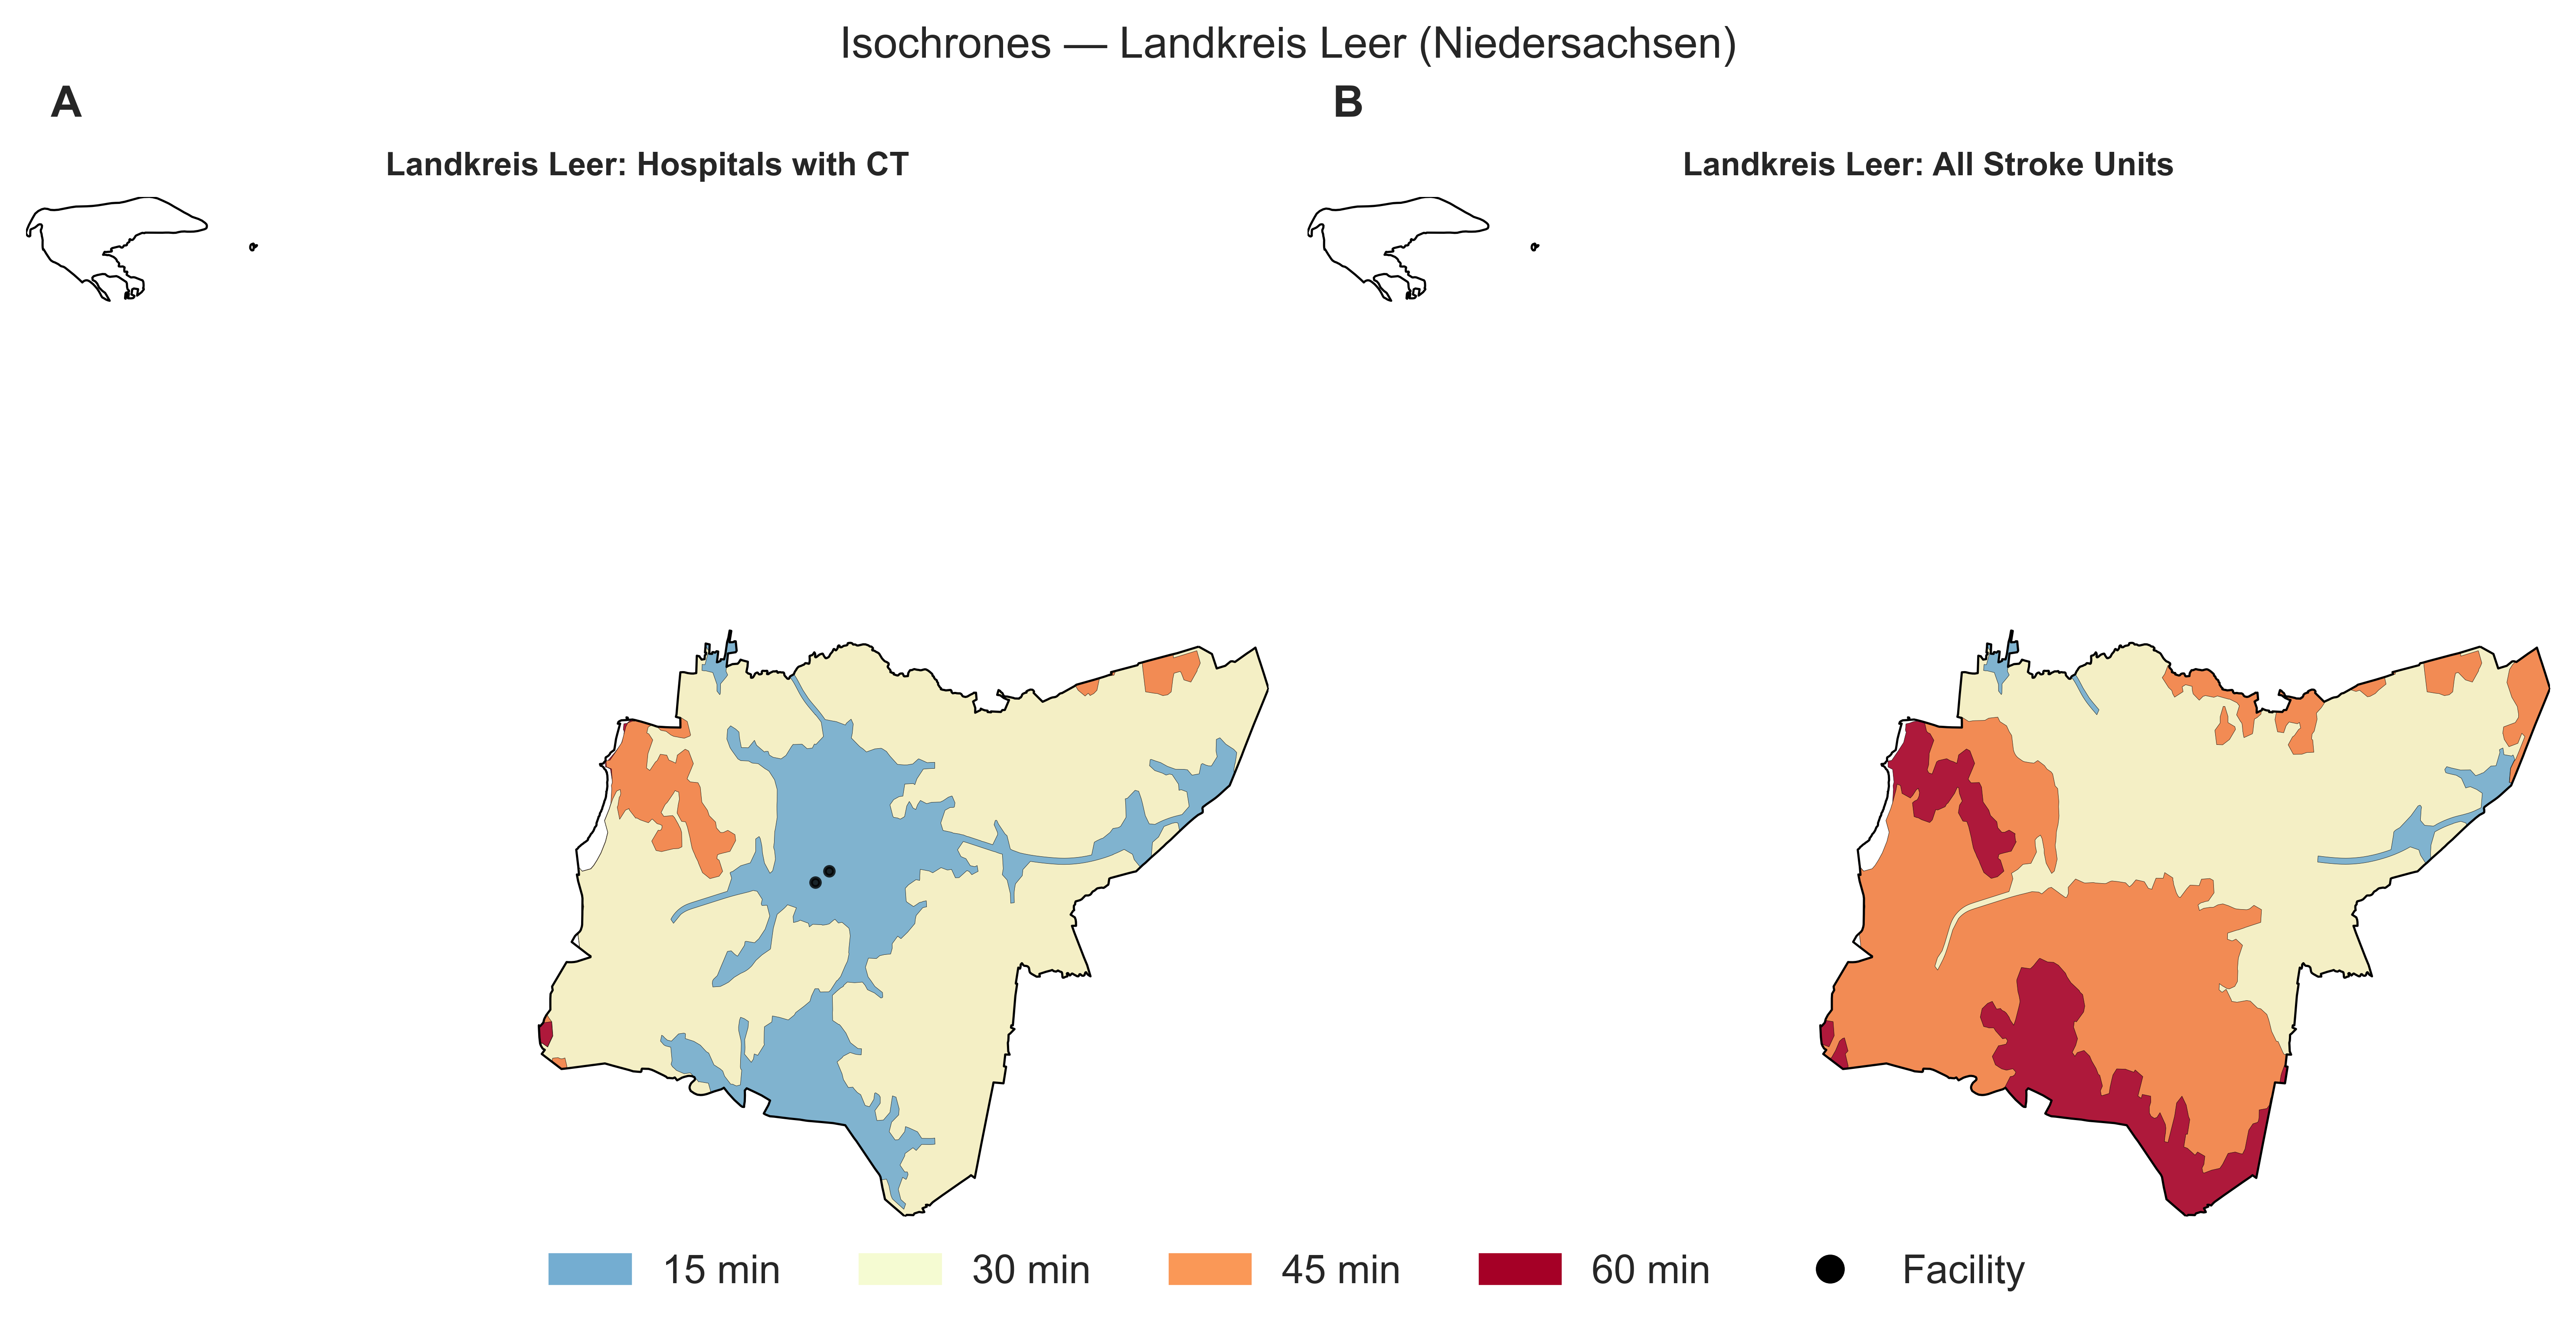 Isochrones — Landkreis Leer (Niedersachsen)
A
B
Landkreis Leer: Hospitals with CT
Landkreis Leer: All Stroke Units
15 min
30 min
45 min
60 min
Facility